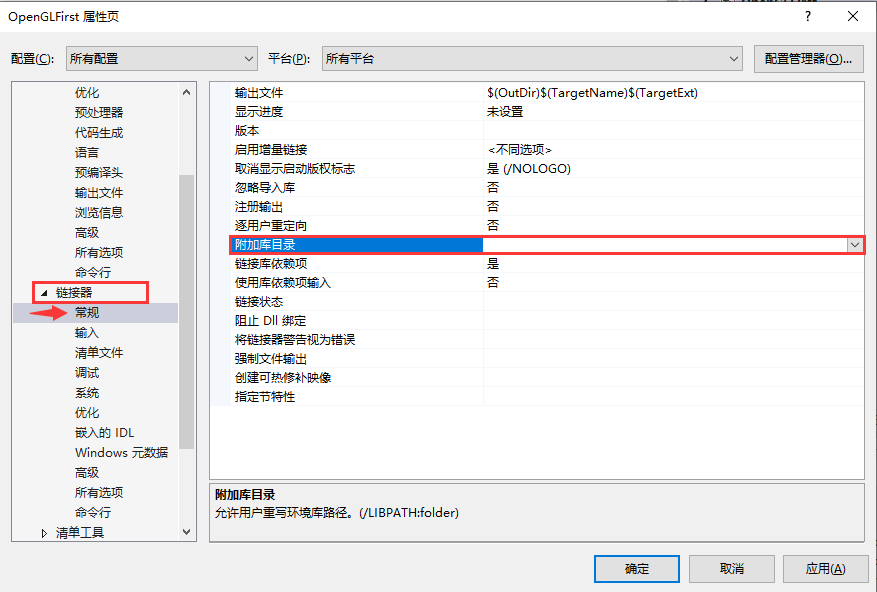 OpenGLFirst 属性页
配置(C): 所有配置 平台(P): 所有平台 配置管理器(O)...
优化
预处理器
代码生成
语言
预编译头
输出文件
浏览信息
高级
所有选项
命令行
链接器
常规
输入
清单文件
调试
系统
优化
嵌入的 IDL
Windows 元数据
高级
所有选项
命令行
清单工具
输出文件 $(OutDir)$(TargetName)$(TargetExt)
显示进度 未设置
版本
启用增量链接 <不同选项>
取消显示启动版权标志 是 (/NOLOGO)
忽略导入库 否
注册输出 否
逐用户重定向 否
附加库目录
链接库依赖项 是
使用库依赖项输入 否
链接状态
阻止 Dll 绑定
将链接器警告视为错误
强制文件输出
创建可热修补映像
指定节特性
附加库目录
允许用户重写环境库路径。(/LIBPATH:folder)
确定 取消 应用(A)